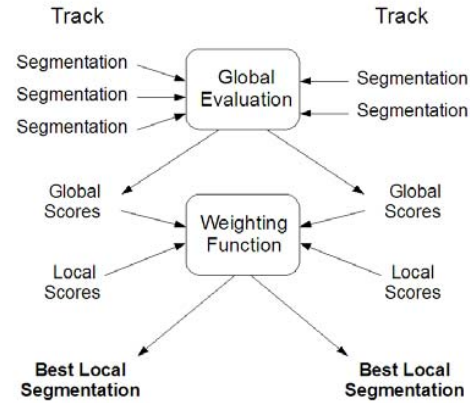 Track
Track
Segmentation
Segmentation
Segmentation
Global
Evaluation
Segmentation
Segmentation
Global
Scores
Global
Scores
Weighting
Function
Local
Scores
Local
Scores
Best Local
Segmentation
Best Local
Segmentation